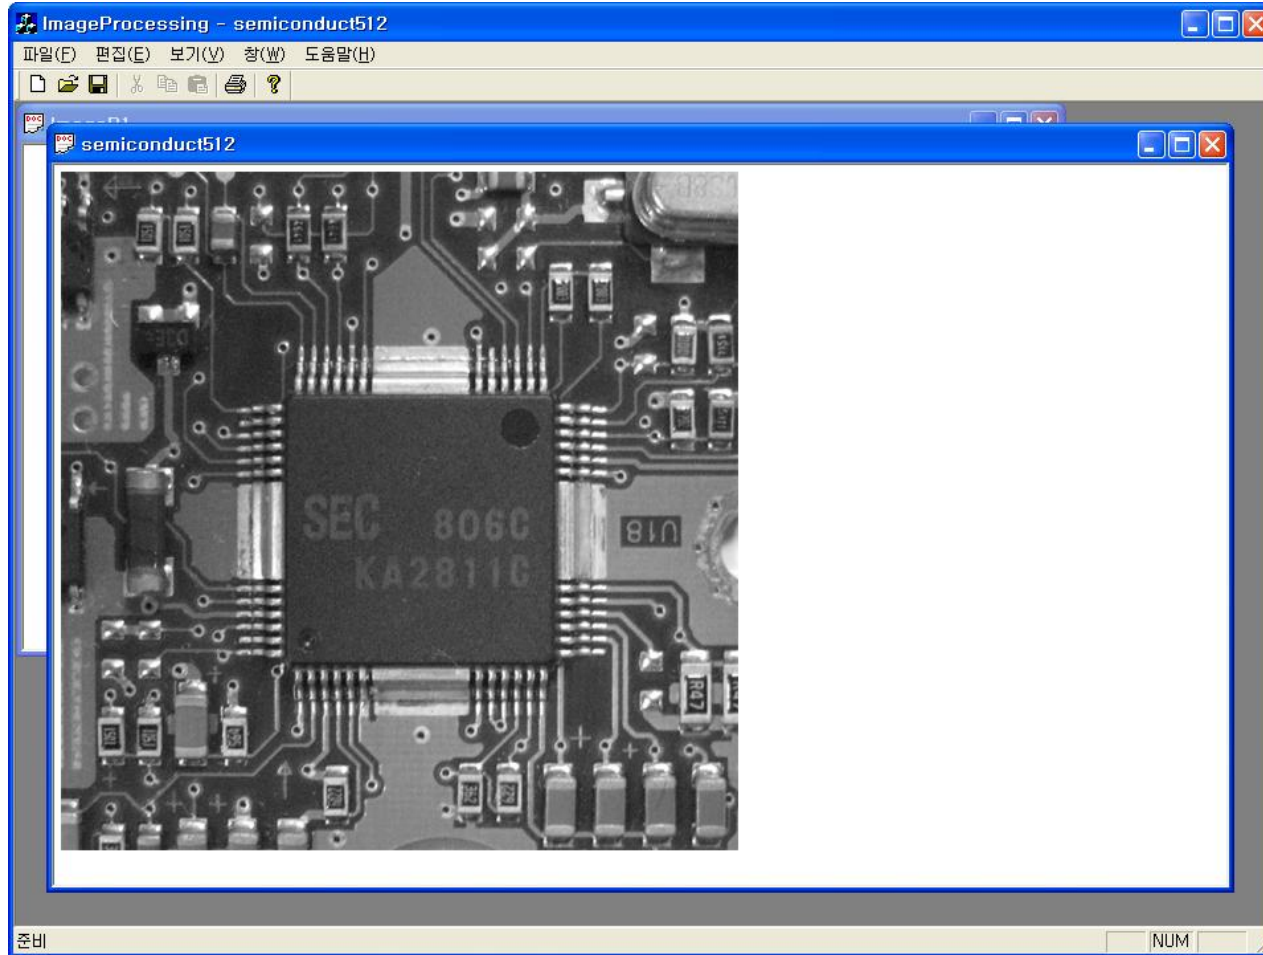 ImageProcessing - semiconduct512
파일(F) 편집(E) 보기(V) 창(W) 도움말(H)
semiconduct512
SEC 806C
KA2811C
U18
R47
준비
NUM